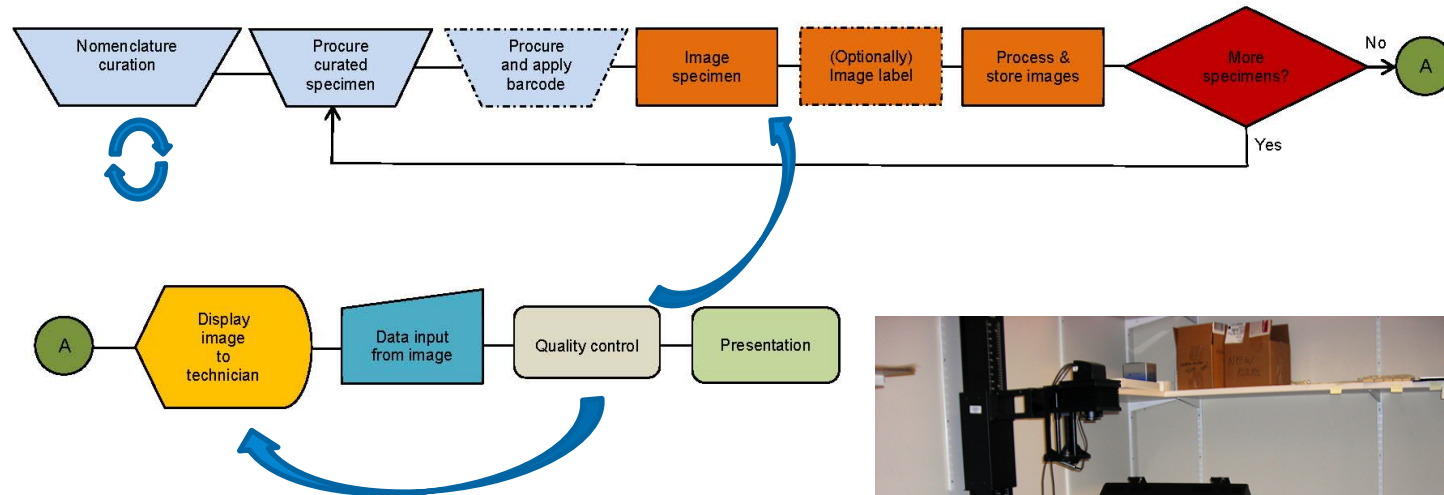 Nomenclature
curation
Procure
curated
specimen
Procure
and apply
barcode
Image
specimen
(Optionally)
Image label
Process &
store images
More
specimens?
No
A
Yes
A
Display
image
to
technician
Data input
from image
Quality control
Presentation